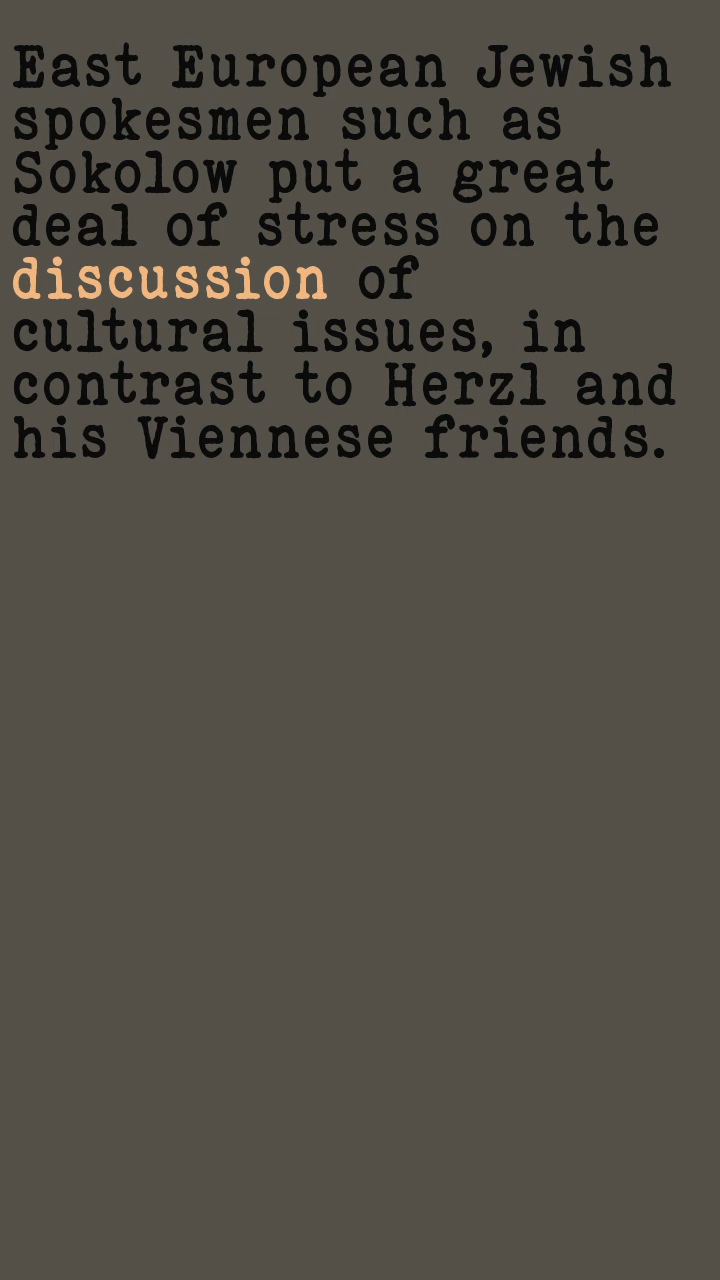 East European Jewish
spokesmen such as
Sokolow put a great
deal of stress on the
discussion of
cultural issues, in
contrast to Herzl and
his Viennese friends.